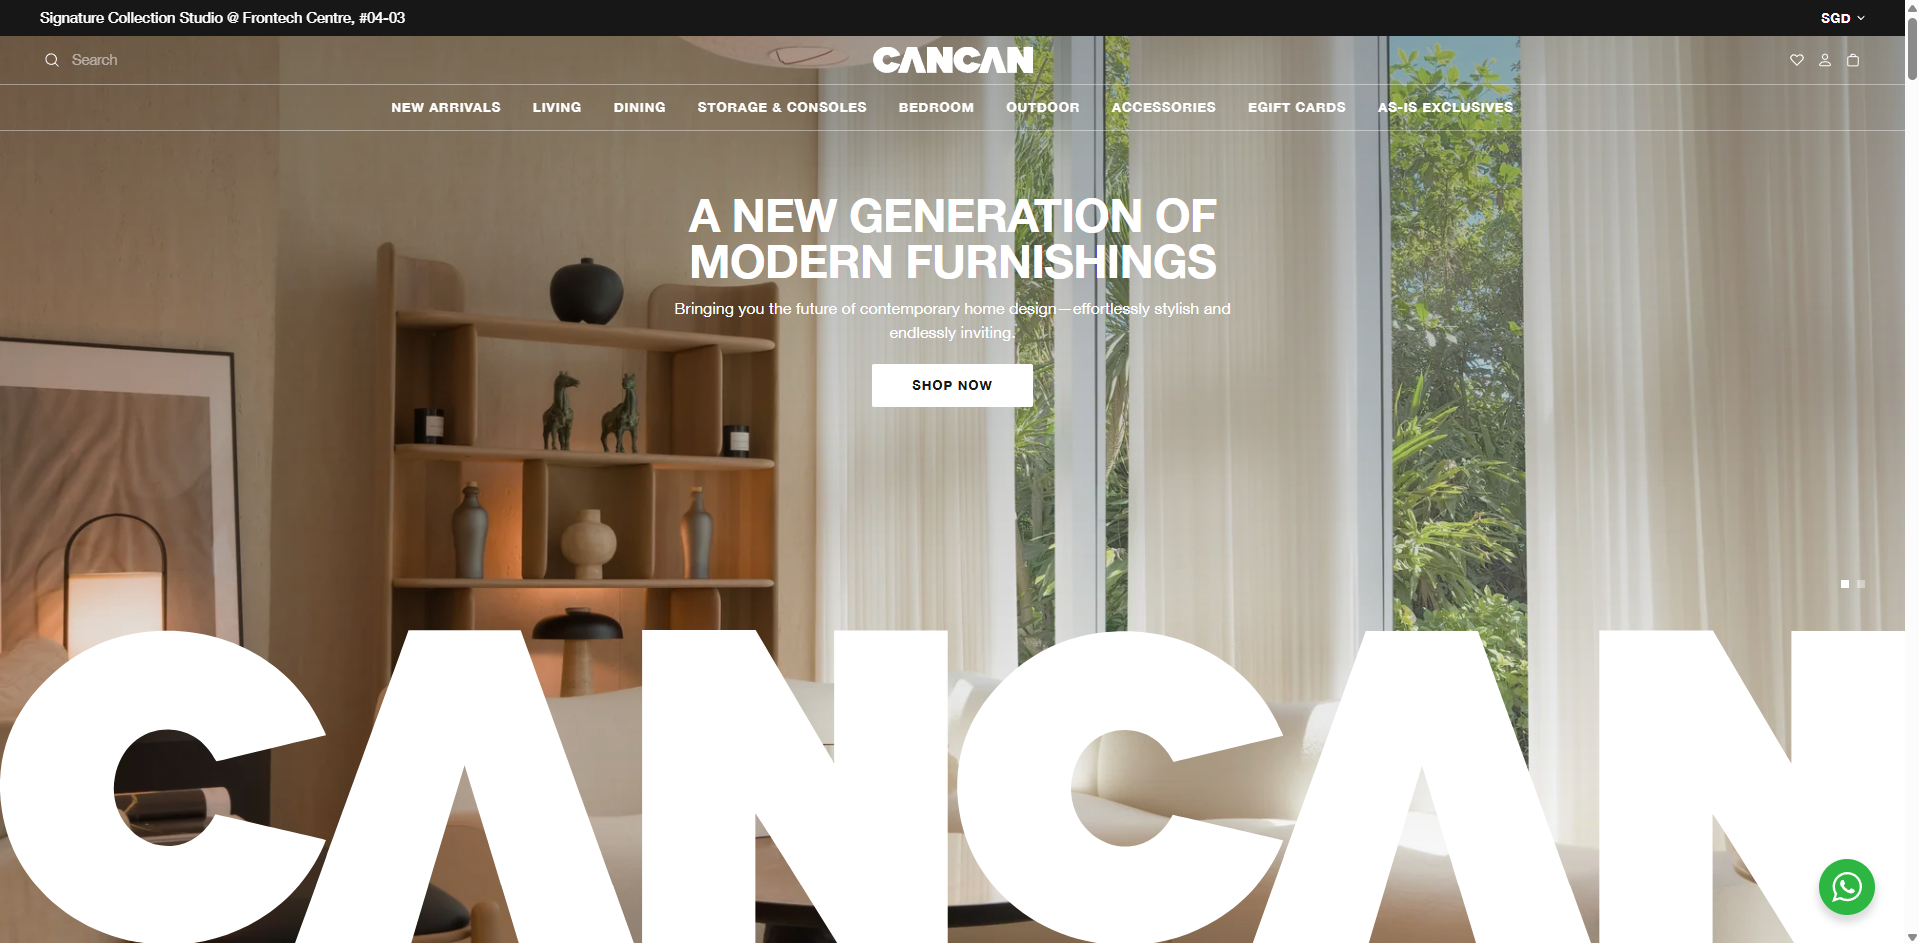 Signature Collection Studio @ Frontech Centre, #04-03
SGD
Search
CANCAN
NEW ARRIVALS
LIVING
DINING
STORAGE & CONSOLES
BEDROOM
OUTDOOR
ACCESSORIES
EGIFT CARDS
AS-IS EXCLUSIVES
A NEW GENERATION OF
MODERN FURNISHINGS
Bringing you the future of contemporary home design—effortlessly stylish and
endlessly inviting.
SHOP NOW
CANCAN